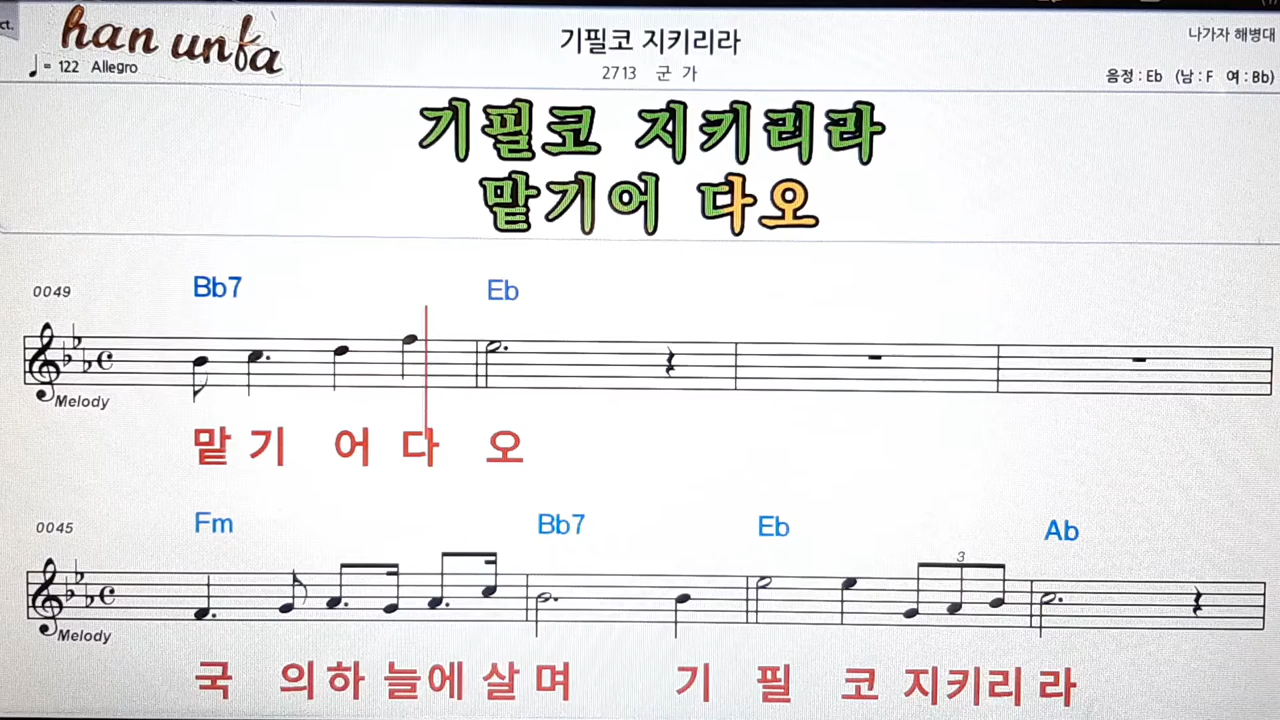 ct.
han unfa
기필코 지키리라
나가자 해병대
♩= 122 Allegro
2713 군 가
음정 : Eb (남 : F 여 : Bb)
기필코 지키리라
맡기어 다오
0049
Bb7 Eb
Melody
맡 기 어 다 오
0045
Fm Bb7 Eb Ab
3
Melody
국 의 하 늘 에 살 며 기 필 코 지 기 리 라